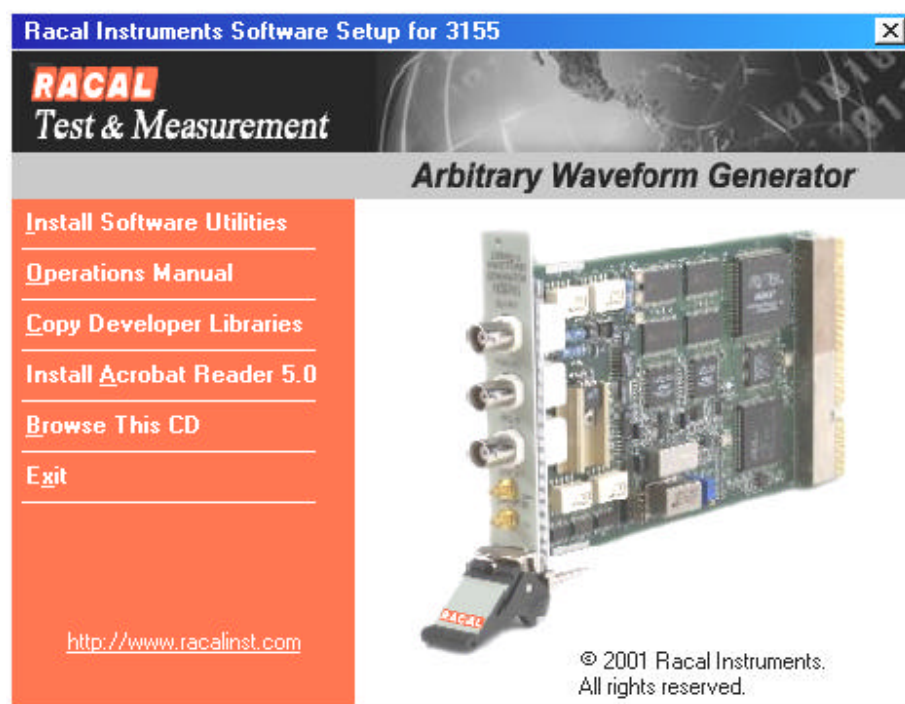 Racal Instruments Software Setup for 3155
RACAL
Test & Measurement
Arbitrary Waveform Generator
Install Software Utilities
Operations Manual
Copy Developer Libraries
Install Acrobat Reader 5.0
Browse This CD
Exit
http://www.racalinst.com
RACAL
© 2001 Racal Instruments.
All rights reserved.